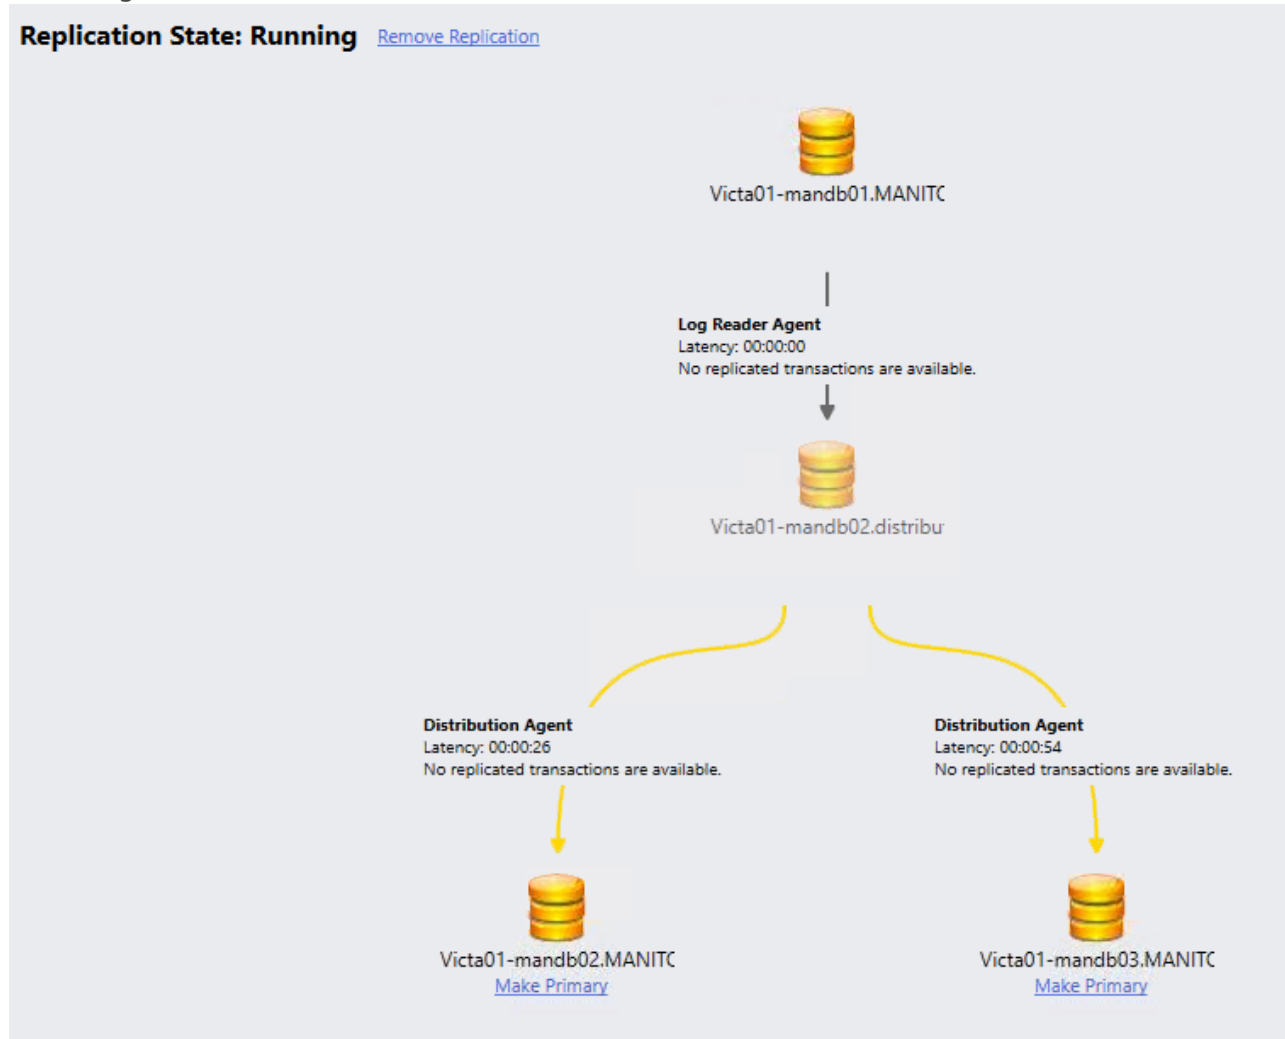 Replication State: Running Remove Replication
Victa01-mandb01.MANITC
Log Reader Agent
Latency: 00:00:00
No replicated transactions are available.
Victa01-mandb02.distribu
Distribution Agent
Latency: 00:00:26
No replicated transactions are available.
Distribution Agent
Latency: 00:00:54
No replicated transactions are available.
Victa01-mandb02.MANITC
Make Primary
Victa01-mandb03.MANITC
Make Primary